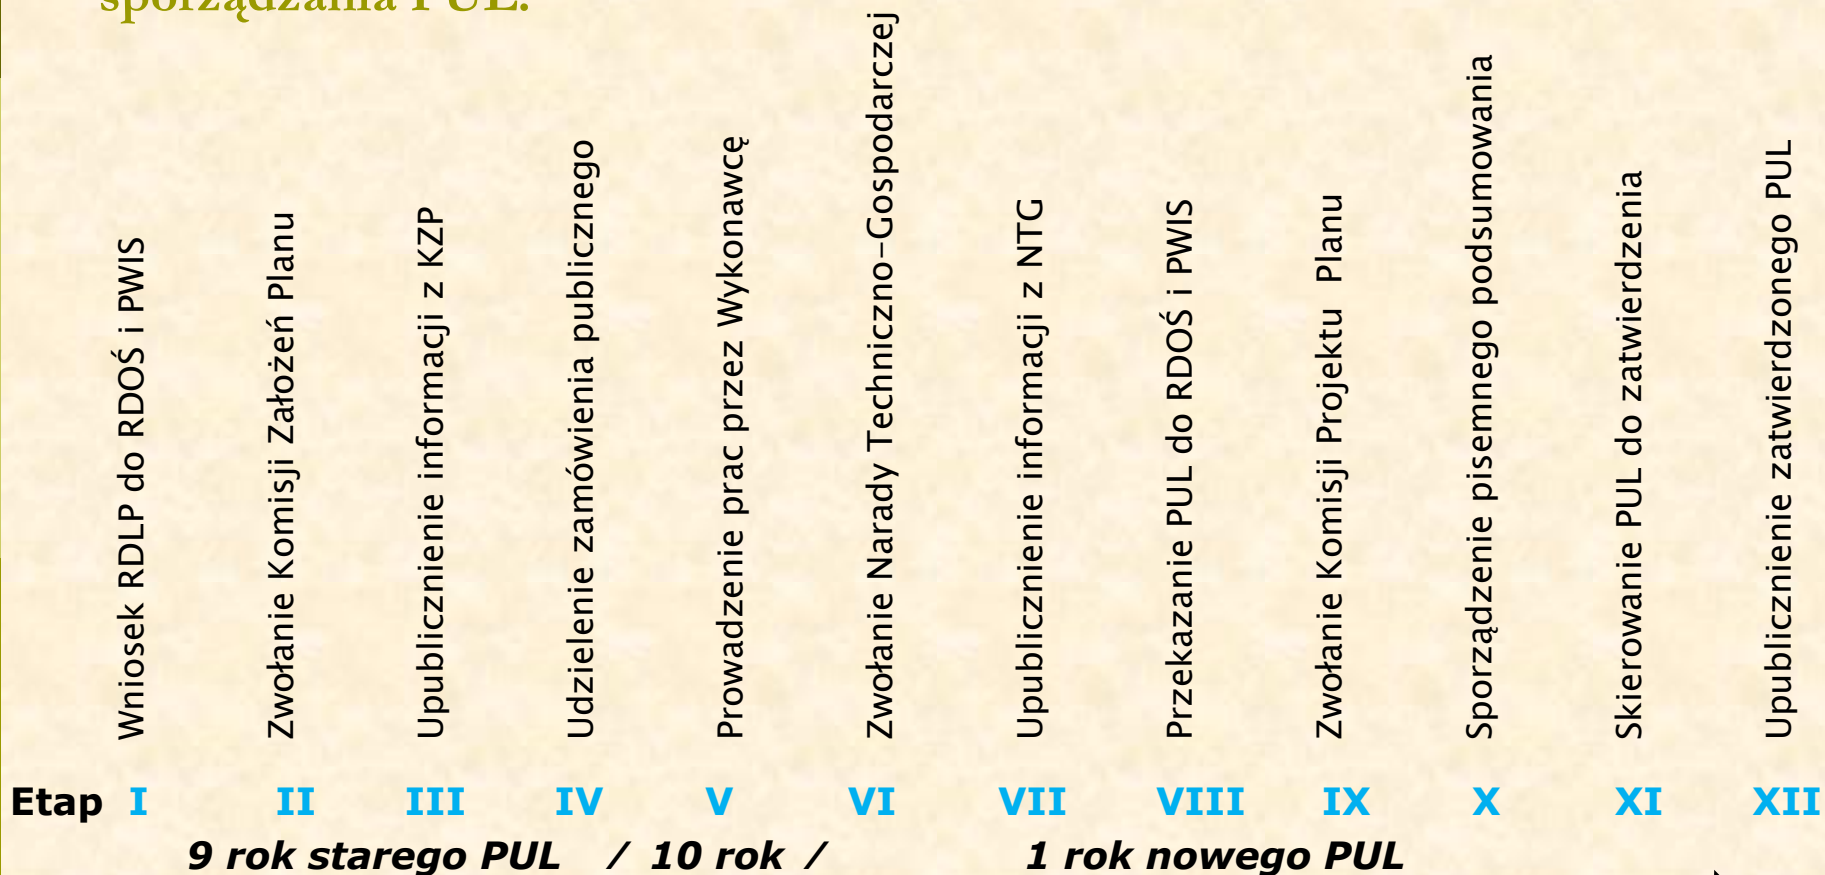 sporządzania PUL.
Wniosek RDLP do RDOŚ i PWIS
Zwołanie Komisji Założeń Planu
Upublicznienie informacji z KZP
Udzielenie zamówienia publicznego
Prowadzenie prac przez Wykonawcę
Zwołanie Narady Techniczno-Gospodarczej
Upublicznienie informacji z NTG
Przekazanie PUL do RDOŚ i PWIS
Zwołanie Komisji Projektu Planu
Sporządzenie pisemnego podsumowania
Skierowanie PUL do zatwierdzenia
Upublicznienie zatwierdzonego PUL
Etap I II III IV V VI VII VIII IX X XI XII
9 rok starego PUL / 10 rok / 1 rok nowego PUL